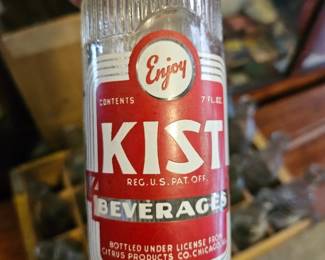 Enjoy
CONTENTS 7 FL. OZ.
KIST
REG. U.S. PAT. OFF.
BEVERAGES
BOTTLED UNDER LICENSE FROM
CITRUS PRODUCTS CO. CHICAGO